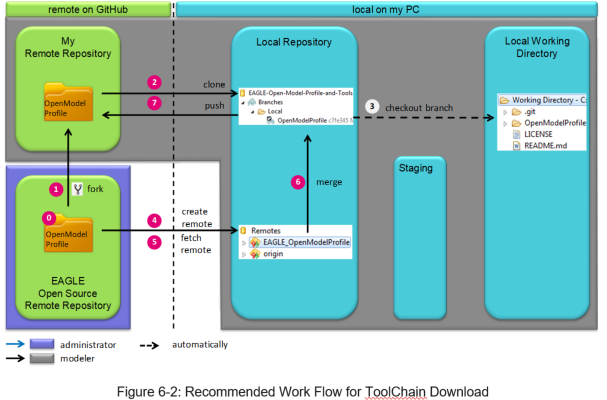 remote on GitHub
local on my PC
My
Remote Repository
Local Repository
Local Working
Directory
OpenModel
Profile
2
clone
7
push
EAGLE-Open-Model-Profile-and-Tools
Branches
Local
OpenModelProfile c7fe345
3
checkout branch
Working Directory - C:
.git
OpenModelProfile
LICENSE
README.md
1
fork
6
merge
Staging
0
OpenModel
Profile
4
create
remote
5
fetch
remote
Remotes
EAGLE_OpenModelProfile
origin
EAGLE
Open Source
Remote Repository
administrator
automatically
modeler
Figure 6-2: Recommended Work Flow for ToolChain Download